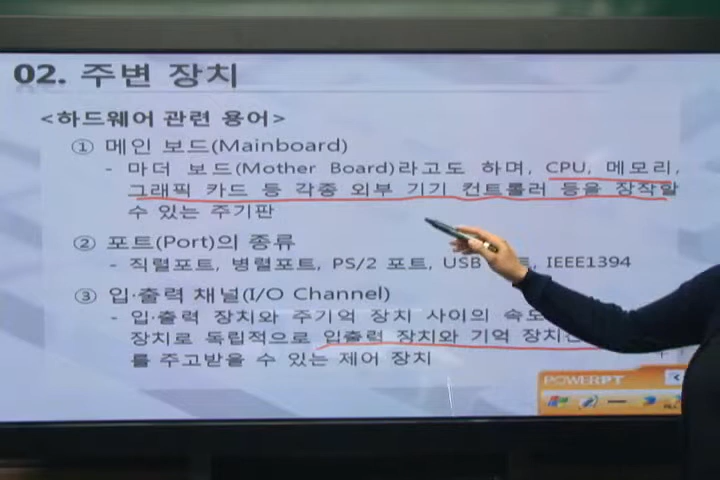 02. 주변 장치
<하드웨어 관련 용어>
① 메인 보드(Mainboard)
- 마더 보드(Mother Board)라고도 하며, CPU, 메모리,
그래픽 카드 등 각종 외부 기기 컨트롤러 등을 장착할
수 있는 주기판
② 포트(Port)의 종류
- 직렬포트, 병렬포트, PS/2 포트, USB 트, IEEE1394
③ 입·출력 채널(I/O Channel)
- 입·출력 장치와 주기억 장치 사이의 속도
장치로 독립적으로 입출력 장치와 기억 장치간
를 주고받을 수 있는 제어 장치
POWERPT